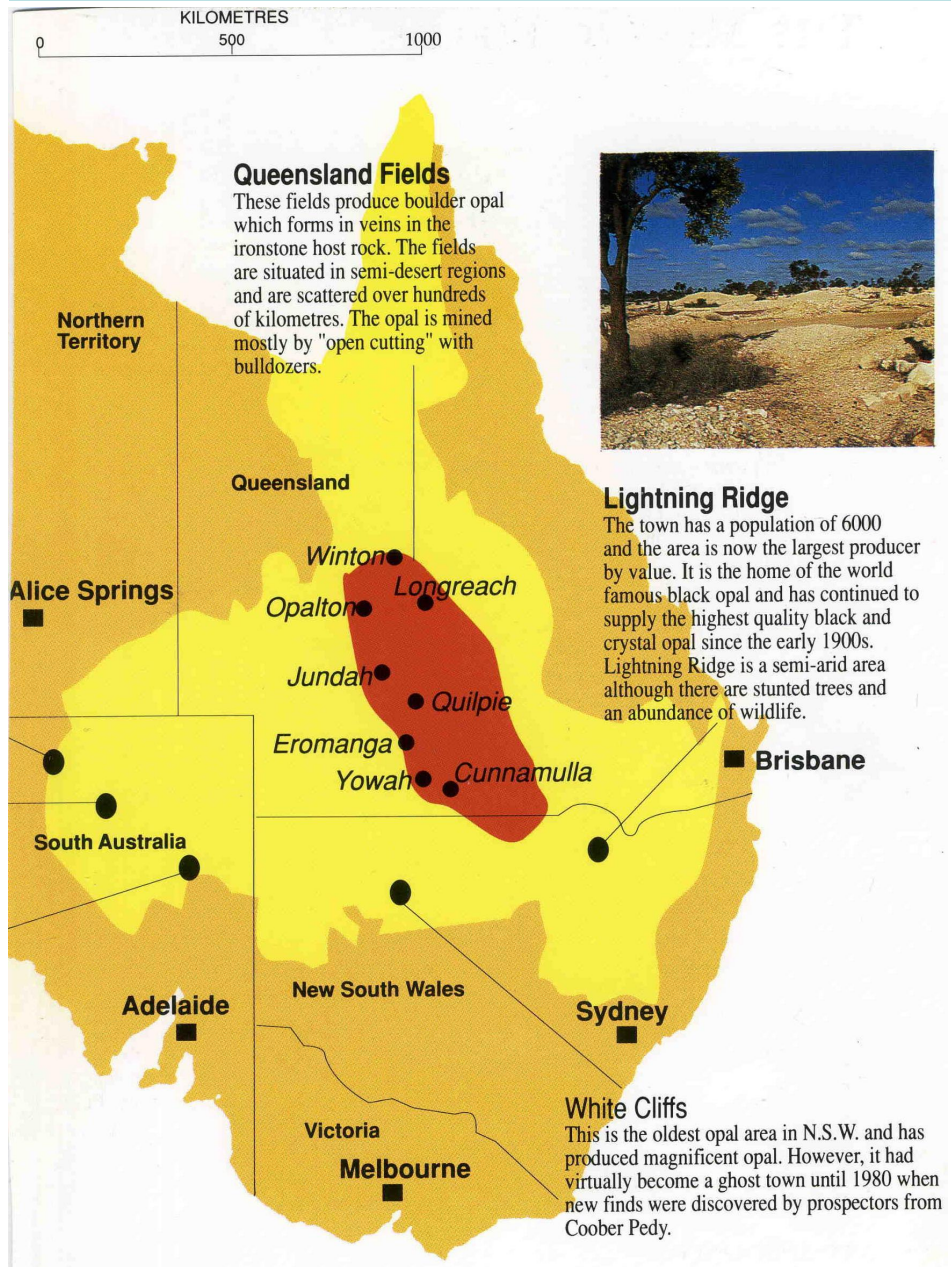 KILOMETRES
0 500 1000
Queensland Fields
These fields produce boulder opal
which forms in veins in the
ironstone host rock. The fields
are situated in semi-desert regions
and are scattered over hundreds
of kilometres. The opal is mined
mostly by "open cutting" with
bulldozers.
Northern
Territory
Queensland
Lightning Ridge
The town has a population of 6000
and the area is now the largest producer
by value. It is the home of the world
famous black opal and has continued to
supply the highest quality black and
crystal opal since the early 1900s.
Lightning Ridge is a semi-arid area
although there are stunted trees and
an abundance of wildlife.
Winton
Longreach
Alice Springs
Opalton
Jundah
Quilpie
Eromanga
Yowah
Cunnamulla
Brisbane
South Australia
New South Wales
Adelaide
Sydney
White Cliffs
This is the oldest opal area in N.S.W. and has
produced magnificent opal. However, it had
virtually become a ghost town until 1980 when
new finds were discovered by prospectors from
Coober Pedy.
Victoria
Melbourne